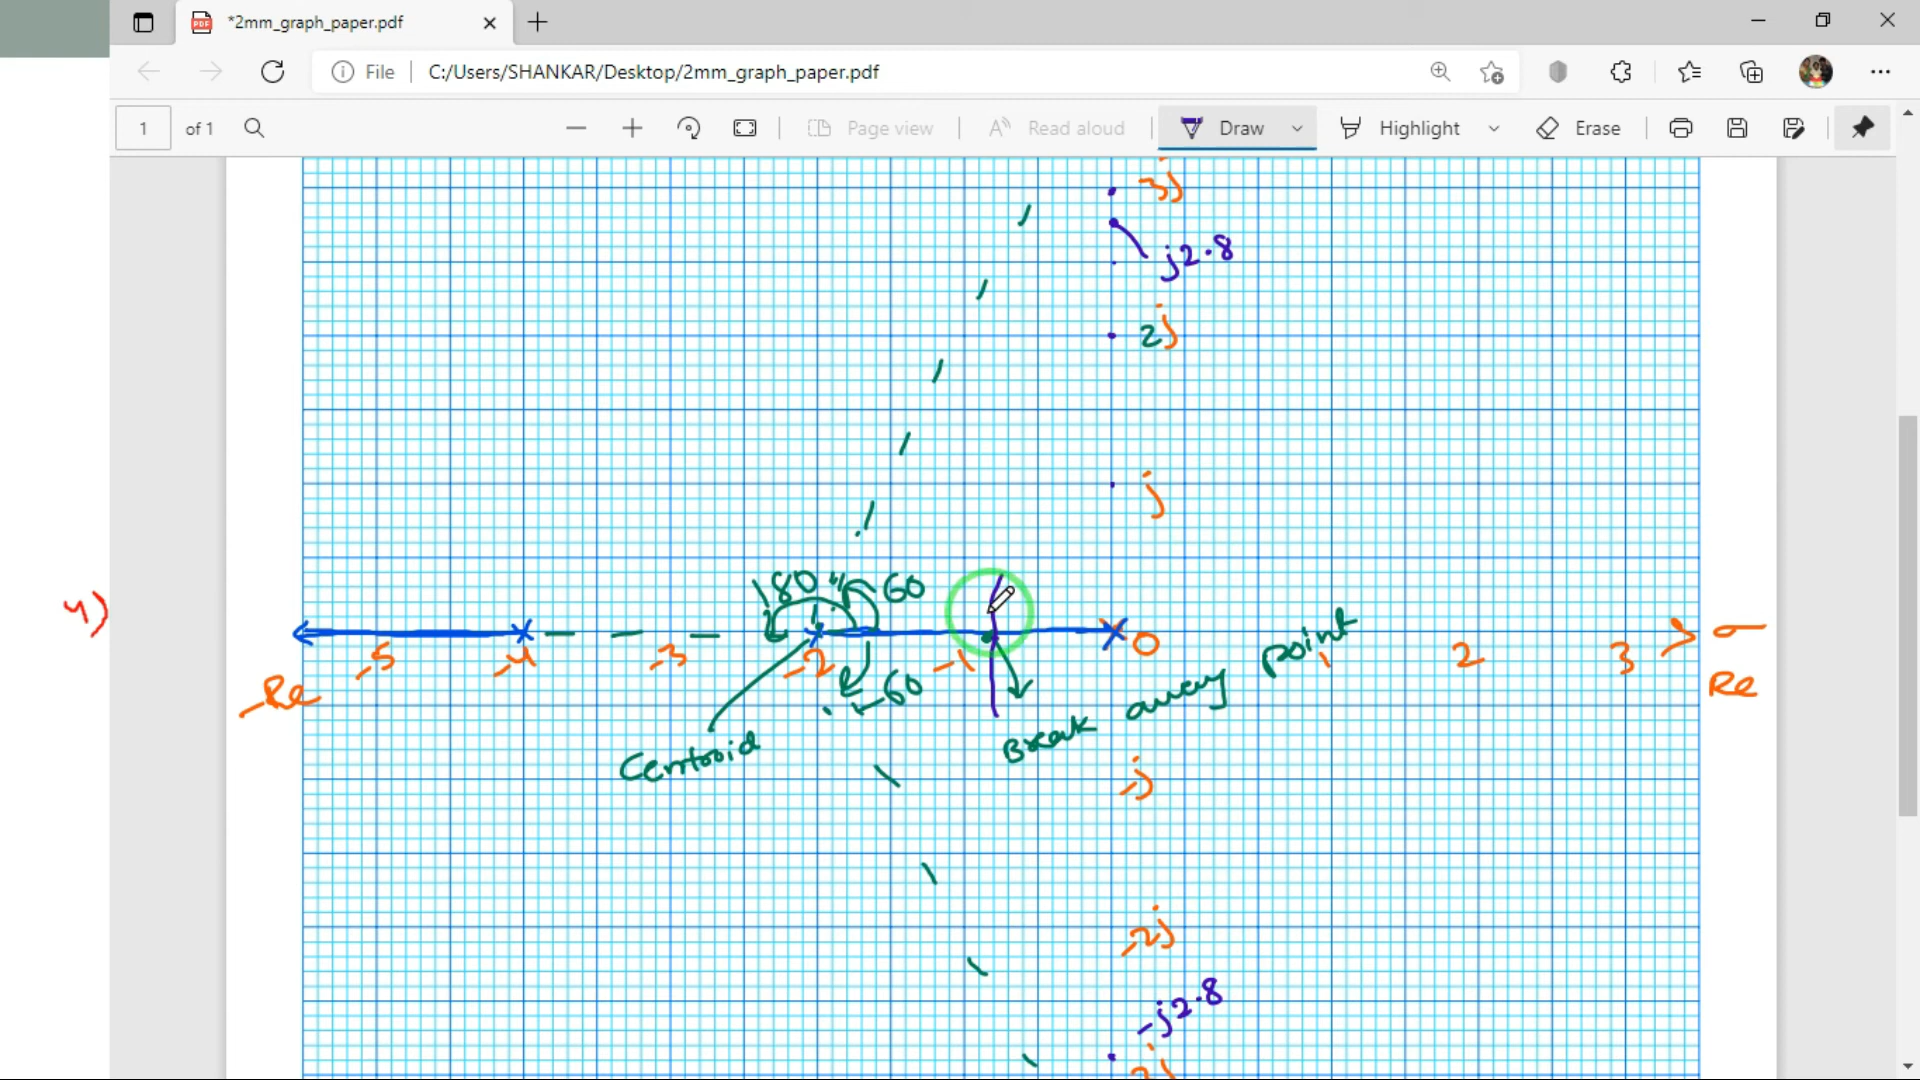 *2mm_graph_paper.pdf
File
C:/Users/SHANKAR/Desktop/2mm_graph_paper.pdf
1 of 1
Page view
Read aloud
Draw
Highlight
Erase
3j
j2.8
2j
j
180 60
4)
-5 -4 -3 -2 -1 0 1 2 3 σ
-Re
-60
Re
Break away point
Centroid
-j
-2j
-j2.8